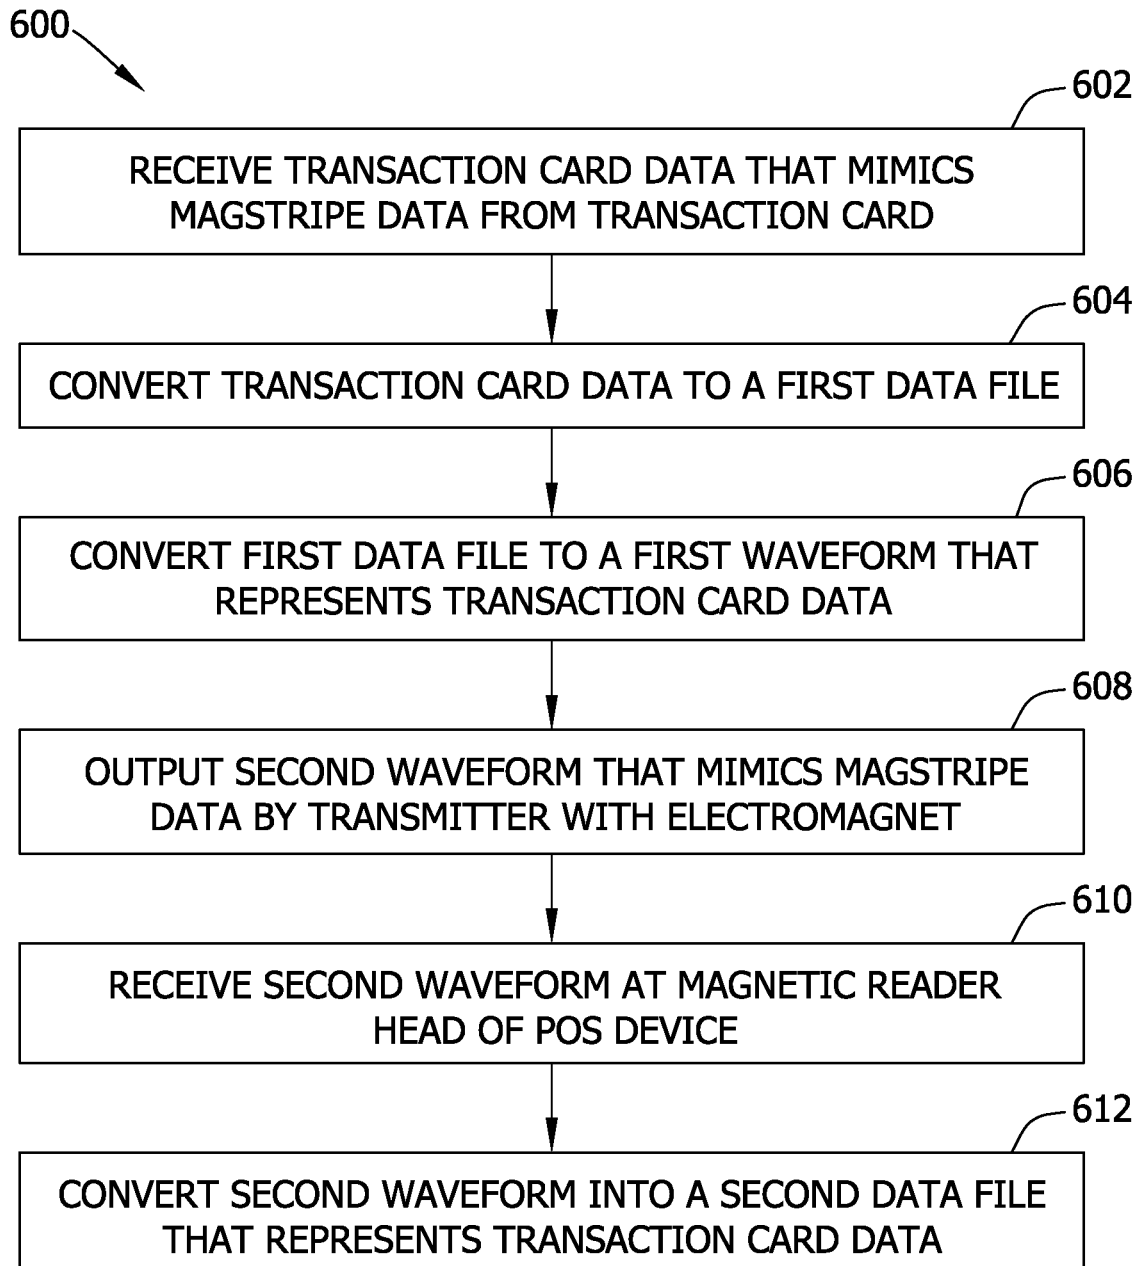 600
602
RECEIVE TRANSACTION CARD DATA THAT MIMICS
MAGSTRIPE DATA FROM TRANSACTION CARD
604
CONVERT TRANSACTION CARD DATA TO A FIRST DATA FILE
606
CONVERT FIRST DATA FILE TO A FIRST WAVEFORM THAT
REPRESENTS TRANSACTION CARD DATA
608
OUTPUT SECOND WAVEFORM THAT MIMICS MAGSTRIPE
DATA BY TRANSMITTER WITH ELECTROMAGNET
610
RECEIVE SECOND WAVEFORM AT MAGNETIC READER
HEAD OF POS DEVICE
612
CONVERT SECOND WAVEFORM INTO A SECOND DATA FILE
THAT REPRESENTS TRANSACTION CARD DATA